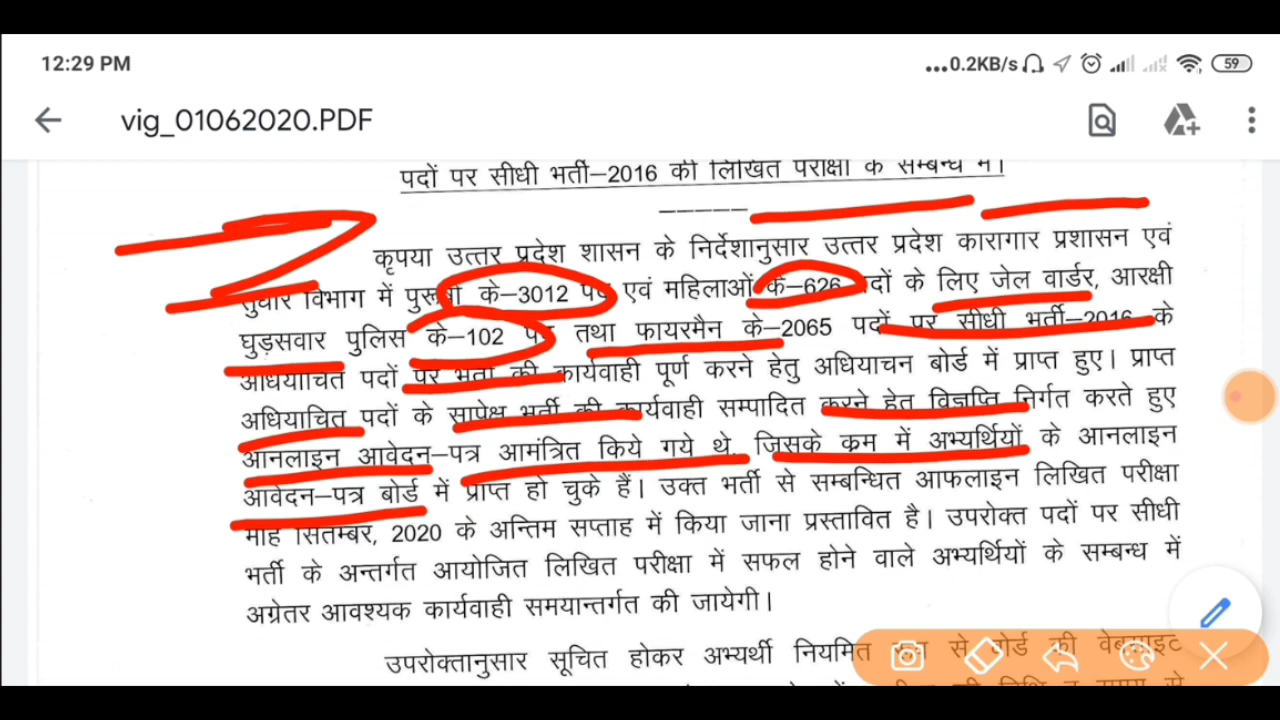 12:29 PM
...0.2KB/s 59
vig_01062020.PDF
पदों पर सीधी भर्ती–2016 की लिखित परीक्षा के सम्बन्ध में।
कृपया उत्तर प्रदेश शासन के निर्देशानुसार उत्तर प्रदेश कारागार प्रशासन एवं
सुधार विभाग में पुरूषों के–3012 पद एवं महिलाओं के–626 पदों के लिए जेल वार्डर, आरक्षी
घुड़सवार पुलिस के–102 पद तथा फायरमैन के–2065 पदों पर सीधी भर्ती–2016 के
अधियाचित पदों पर भर्ती की कार्यवाही पूर्ण करने हेतु अधियाचन बोर्ड में प्राप्त हुए। प्राप्त
अधियाचित पदों के सापेक्ष भर्ती की कार्यवाही सम्पादित करने हेतु विज्ञप्ति निर्गत करते हुए
आनलाइन आवेदन–पत्र आमंत्रित किये गये थे, जिसके क्रम में अभ्यर्थियों के आनलाइन
आवेदन–पत्र बोर्ड में प्राप्त हो चुके हैं। उक्त भर्ती से सम्बन्धित आफलाइन लिखित परीक्षा
माह सितम्बर, 2020 के अन्तिम सप्ताह में किया जाना प्रस्तावित है। उपरोक्त पदों पर सीधी
भर्ती के अन्तर्गत आयोजित लिखित परीक्षा में सफल होने वाले अभ्यर्थियों के सम्बन्ध में
अग्रेतर आवश्यक कार्यवाही समयान्तर्गत की जायेगी।
उपरोक्तानुसार सूचित होकर अभ्यर्थी नियमित रूप से बोर्ड की वेबसाइट